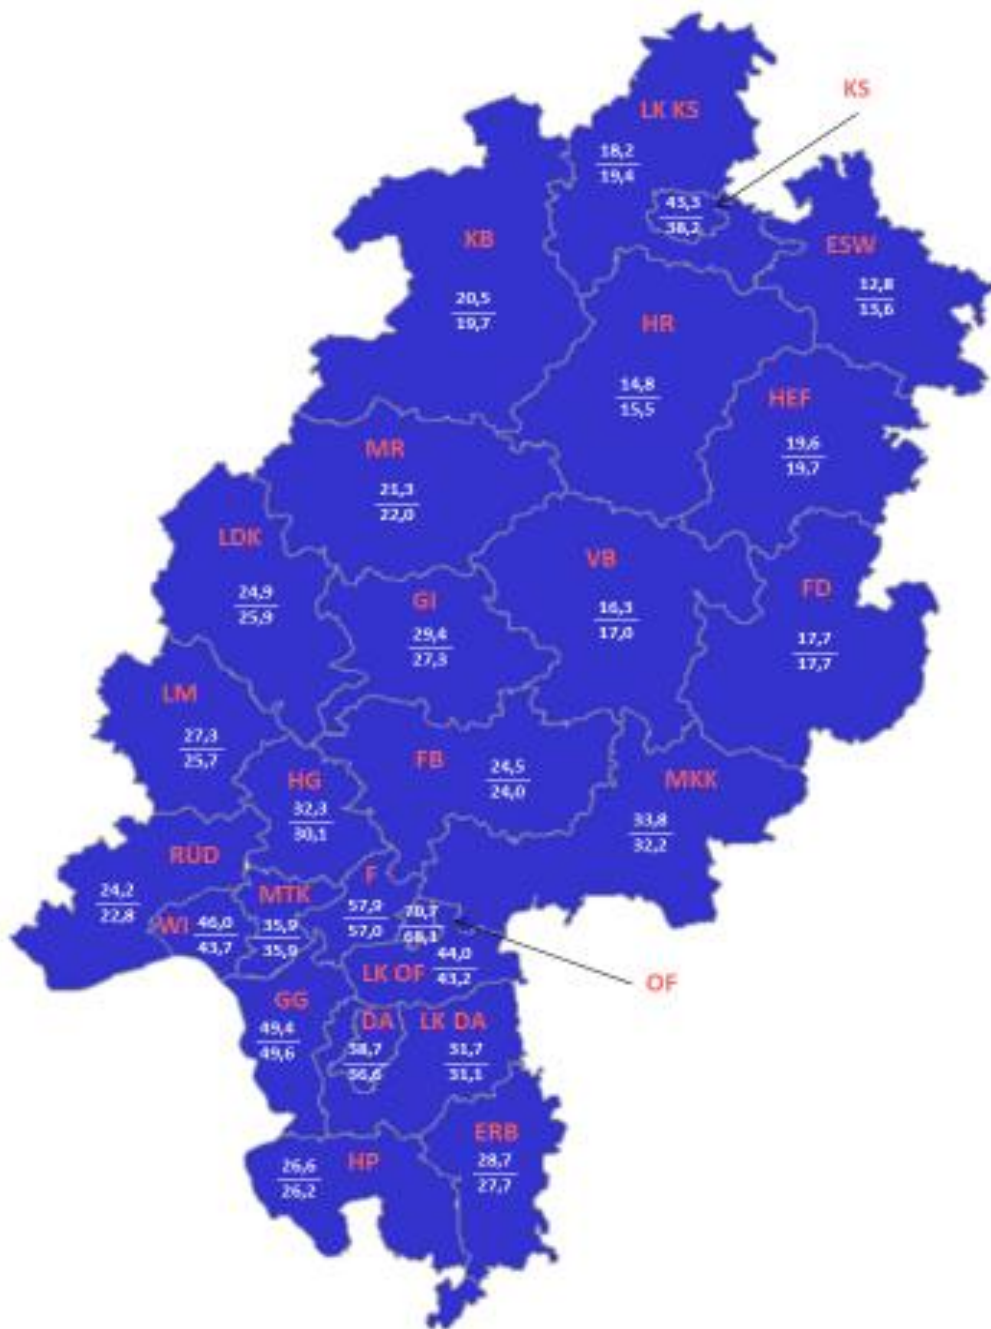 KS
LK KS
18,2
19,4
43,3
38,2
KB
20,5
19,7
ESW
12,8
13,6
HR
14,8
15,5
HEF
19,6
19,7
MR
21,3
22,0
LDK
24,9
25,9
GI
29,4
27,3
VB
16,3
17,0
FD
17,7
17,7
LM
27,3
25,7
HG
32,3
30,1
FB
24,5
24,0
MKK
33,8
32,2
RÜD
24,2
22,8
WI
46,0
43,7
MTK
35,9
35,9
F
57,9
57,0
70,7
68,1
LK OF
44,0
43,2
OF
GG
49,4
49,6
DA
38,7
36,6
LK DA
31,7
31,1
ERB
28,7
27,7
HP
26,6
26,2